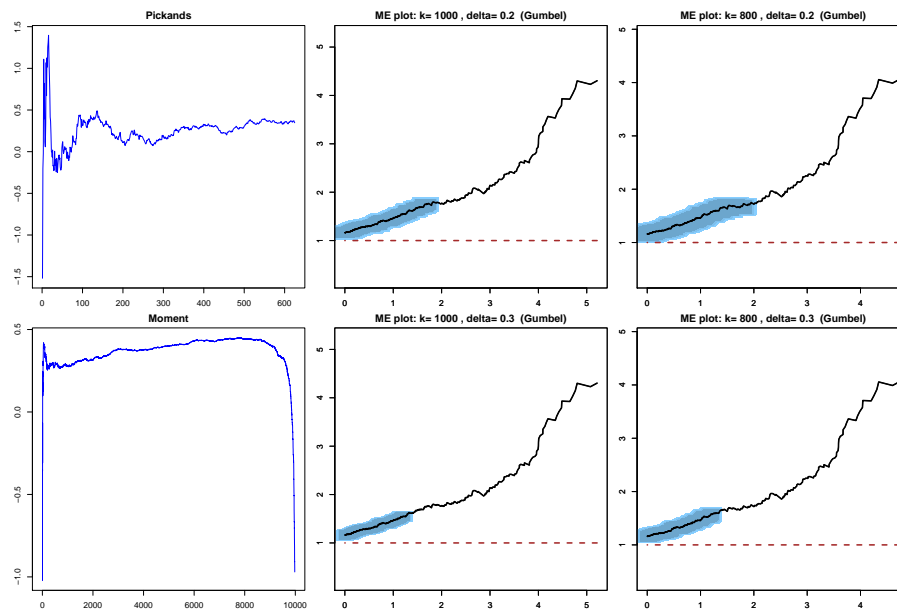 Pickands
1.5
1.0
0.5
0.0
−0.5
−1.0
−1.5
0 100 200 300 400 500 600
ME plot: k= 1000 , delta= 0.2 (Gumbel)
5
4
3
2
1
0 1 2 3 4 5
ME plot: k= 800 , delta= 0.2 (Gumbel)
5
4
3
2
1
0 1 2 3 4
Moment
0.5
0.0
−0.5
−1.0
0 2000 4000 6000 8000 10000
ME plot: k= 1000 , delta= 0.3 (Gumbel)
5
4
3
2
1
0 1 2 3 4 5
ME plot: k= 800 , delta= 0.3 (Gumbel)
5
4
3
2
1
0 1 2 3 4